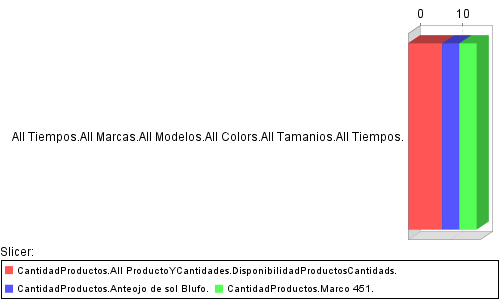 0 10
All Tiempos.All Marcas.All Modelos.All Colors.All Tamanios.All Tiempos.
Slicer:
CantidadProductos.All ProductoYCantidades.DisponibilidadProductosCantidads.
CantidadProductos.Anteojo de sol Blufo. CantidadProductos.Marco 451.